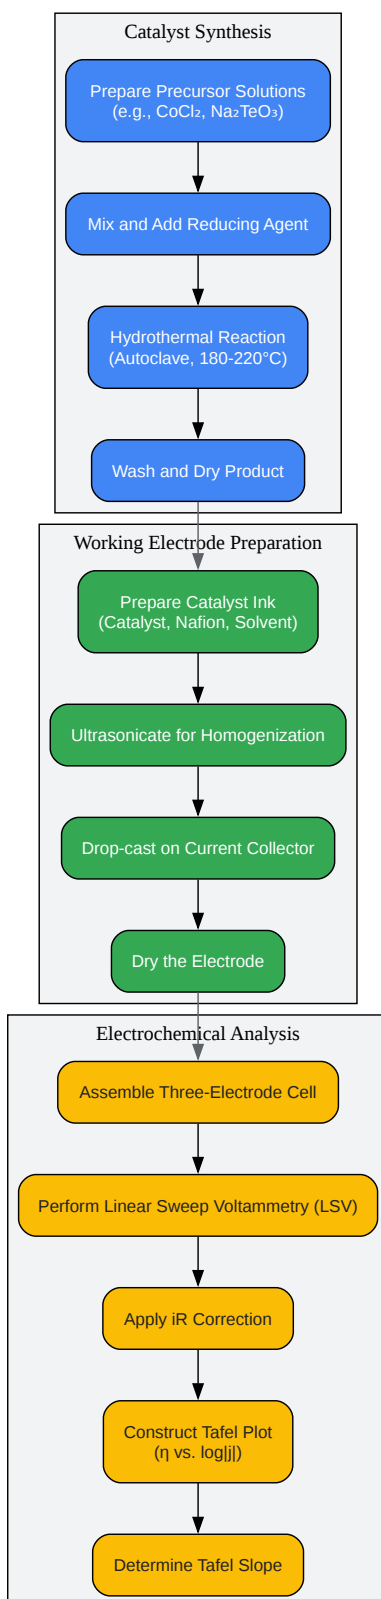 Catalyst Synthesis
Prepare Precursor Solutions
(e.g., CoCl₂, Na₂TeO₃)
Mix and Add Reducing Agent
Hydrothermal Reaction
(Autoclave, 180-220°C)
Wash and Dry Product
Working Electrode Preparation
Prepare Catalyst Ink
(Catalyst, Nafion, Solvent)
Ultrasonicate for Homogenization
Drop-cast on Current Collector
Dry the Electrode
Electrochemical Analysis
Assemble Three-Electrode Cell
Perform Linear Sweep Voltammetry (LSV)
Apply iR Correction
Construct Tafel Plot
(η vs. log|j|)
Determine Tafel Slope